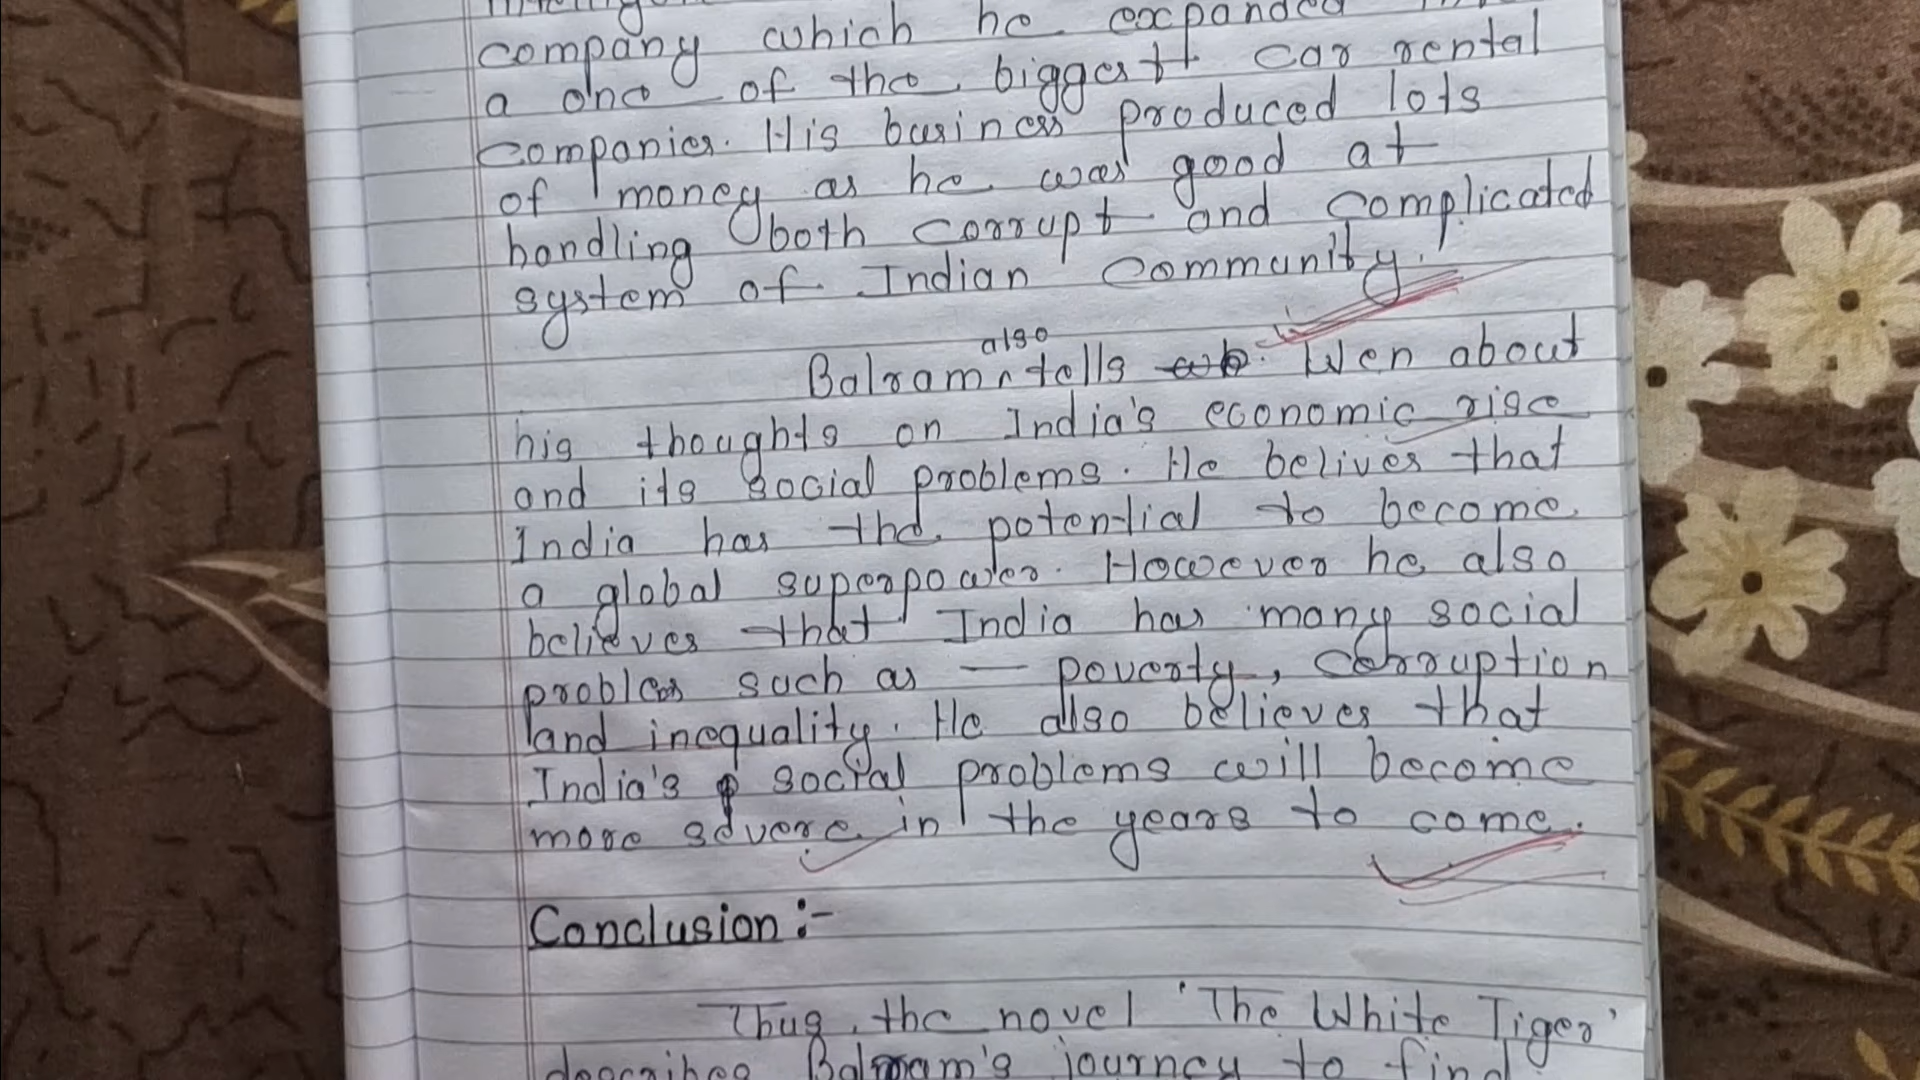 company which he expanded
a one of the biggest car rental
companies. His business produced lots
of money as he was good at
handling both corrupt and complicated
system of Indian Community.
also
Balram tells Wen about
his thoughts on India's economic rise
and its social problems. He belives that
India has the potential to become
a global superpower. However he also
believes that India has many social
problems such as — poverty, corruption
and inequality. He also believes that
India's social problems will become
more advere in the years to come.
Conclusion :-
Thus, the novel 'The White Tiger'
describes Balram's journey to find